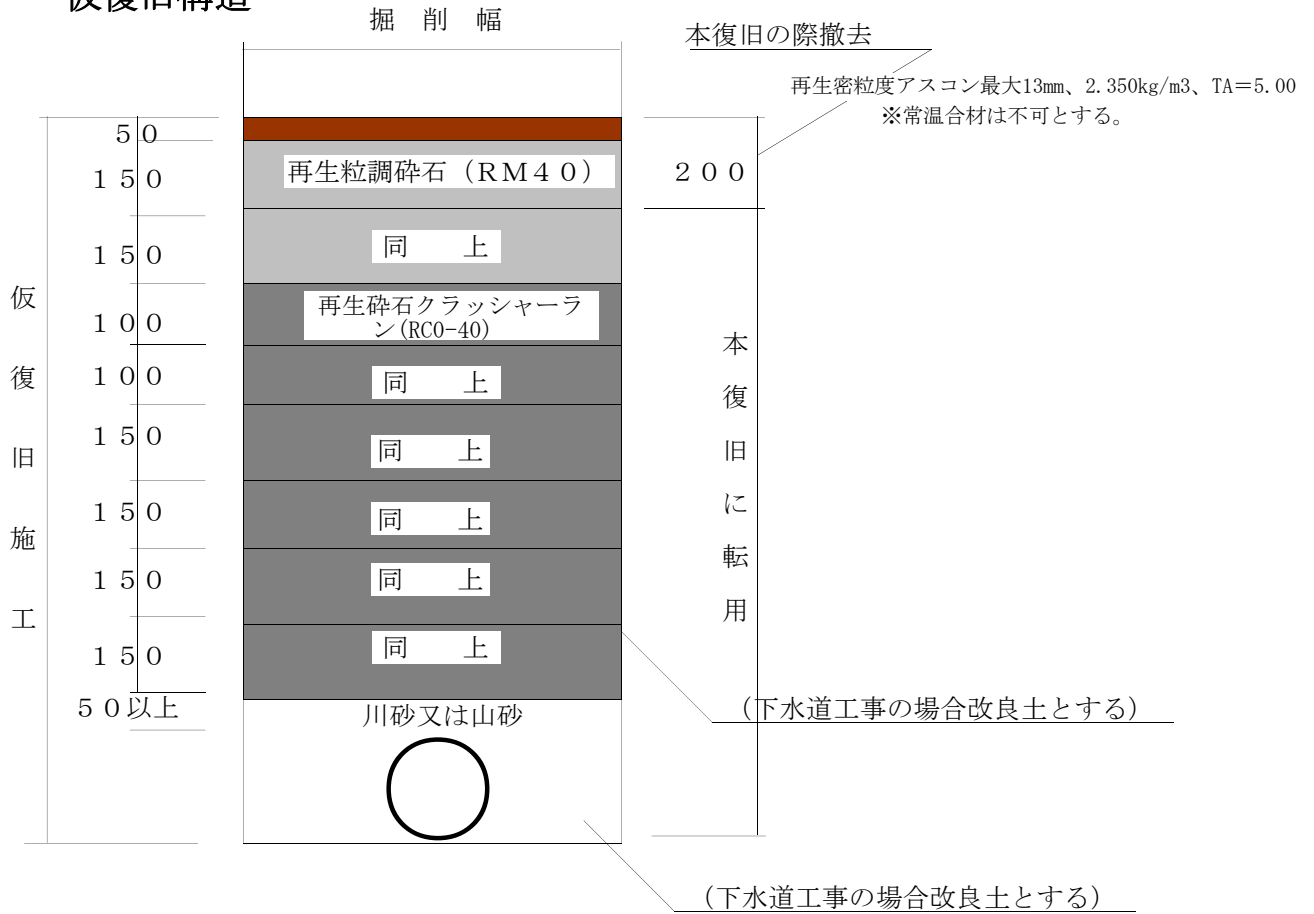 仮復旧構造
掘 削 幅
本復旧の際撤去
再生密粒度アスコン最大13mm、2.350kg/m3、TA＝5.00
※常温合材は不可とする。
５０
１５０
再生粒調砕石（ＲＭ４０）
２００
１５０
同 上
１００
再生砕石クラッシャーラ
ン(RC0-40)
１００
同 上
１５０
同 上
１５０
同 上
１５０
同 上
１５０
同 上
５０以上
川砂又は山砂
仮復旧施工
本復旧に転用
(下水道工事の場合改良土とする)
(下水道工事の場合改良土とする)